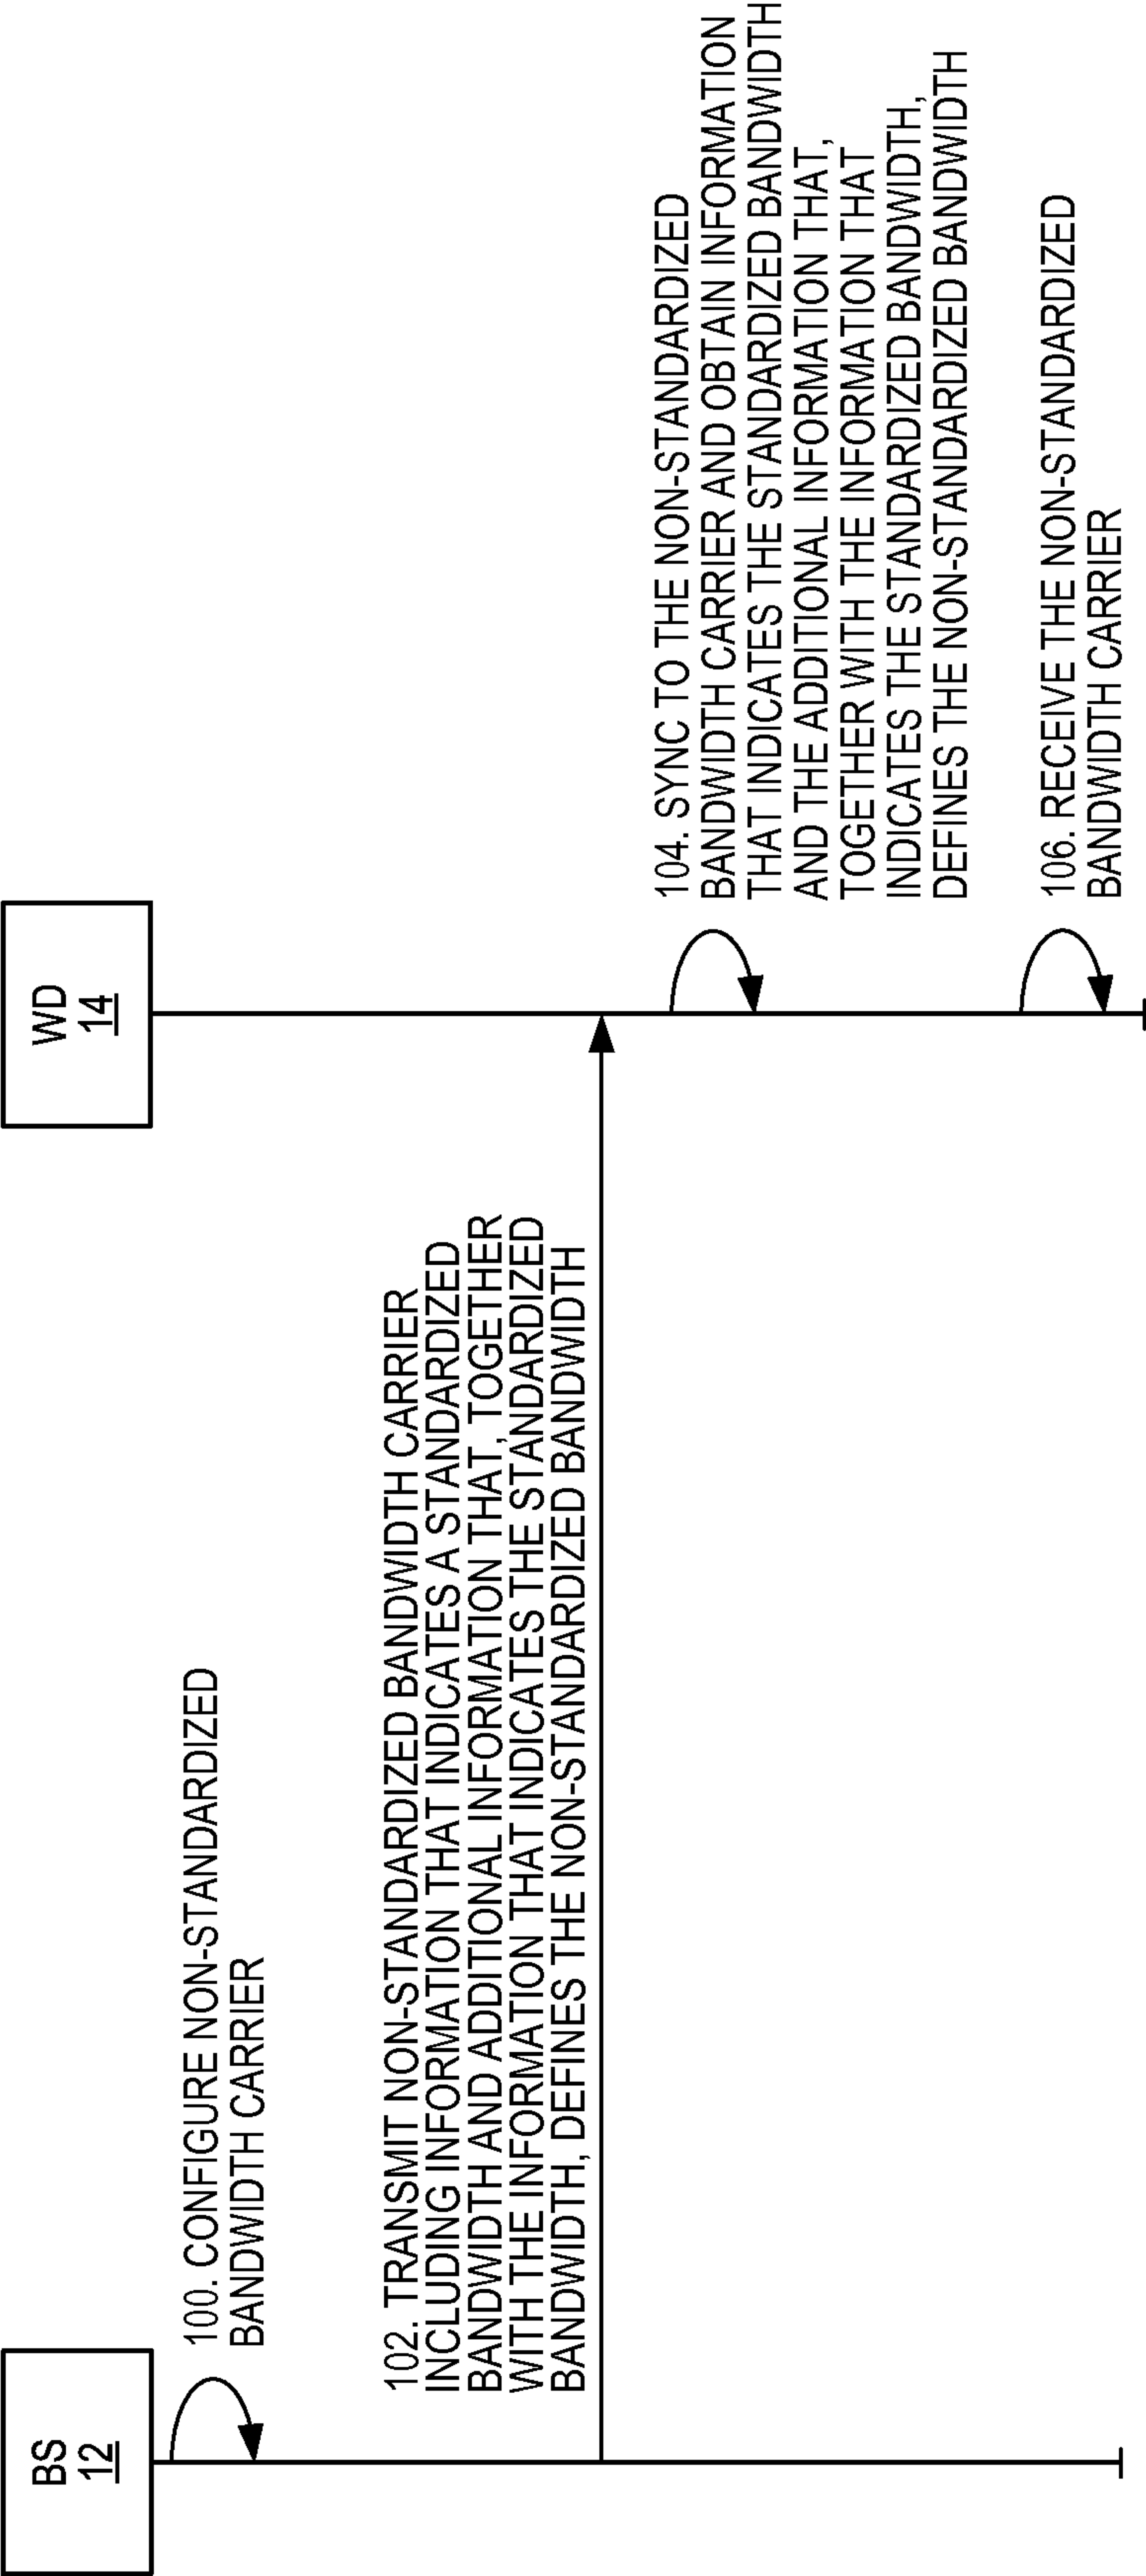 BS
12
WD
14
100. CONFIGURE NON-STANDARDIZED
BANDWIDTH CARRIER
102. TRANSMIT NON-STANDARDIZED BANDWIDTH CARRIER
INCLUDING INFORMATION THAT INDICATES A STANDARDIZED
BANDWIDTH AND ADDITIONAL INFORMATION THAT, TOGETHER
WITH THE INFORMATION THAT INDICATES THE STANDARDIZED
BANDWIDTH, DEFINES THE NON-STANDARDIZED BANDWIDTH
104. SYNC TO THE NON-STANDARDIZED
BANDWIDTH CARRIER AND OBTAIN INFORMATION
THAT INDICATES THE STANDARDIZED BANDWIDTH
AND THE ADDITIONAL INFORMATION THAT,
TOGETHER WITH THE INFORMATION THAT
INDICATES THE STANDARDIZED BANDWIDTH,
DEFINES THE NON-STANDARDIZED BANDWIDTH
106. RECEIVE THE NON-STANDARDIZED
BANDWIDTH CARRIER